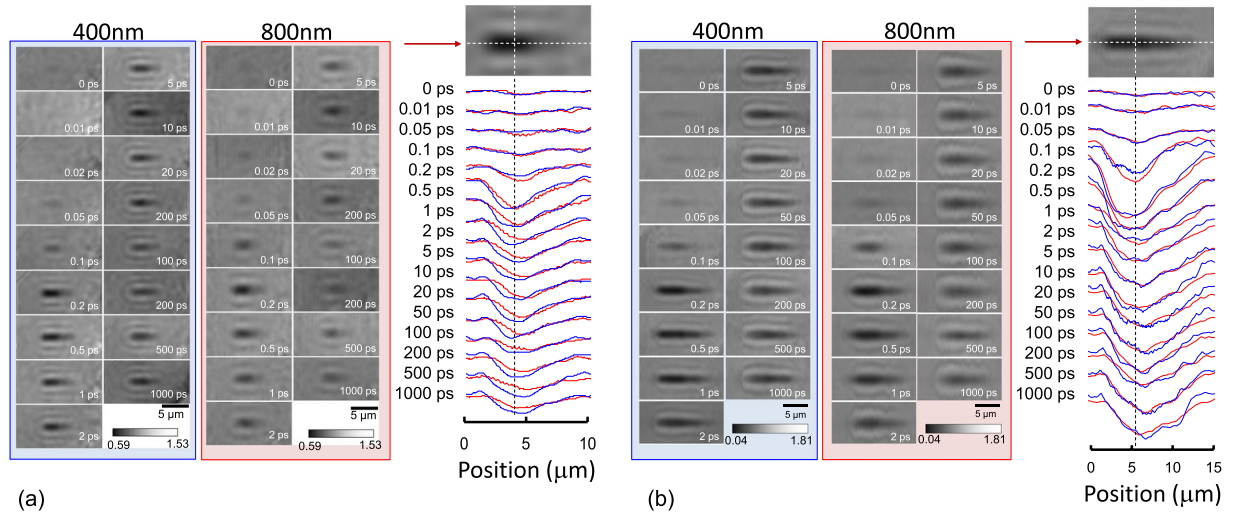 400nm
800nm
0 ps
5 ps
0.01 ps
10 ps
0.02 ps
20 ps
0.05 ps
200 ps
0.1 ps
100 ps
0.2 ps
200 ps
0.5 ps
500 ps
1 ps
1000 ps
2 ps
5 µm
0.59
1.53
0 ps
5 ps
0.01 ps
10 ps
0.02 ps
20 ps
0.05 ps
200 ps
0.1 ps
100 ps
0.2 ps
200 ps
0.5 ps
500 ps
1 ps
1000 ps
2 ps
5 µm
0.59
1.53
0 ps
0.01 ps
0.05 ps
0.1 ps
0.2 ps
0.5 ps
1 ps
2 ps
5 ps
10 ps
20 ps
50 ps
100 ps
200 ps
500 ps
1000 ps
0 5 10
Position (µm)
(a)
400nm
800nm
0 ps
5 ps
0.01 ps
10 ps
0.02 ps
20 ps
0.05 ps
50 ps
0.1 ps
100 ps
0.2 ps
200 ps
0.5 ps
500 ps
1 ps
1000 ps
2 ps
5 µm
0.04
1.81
0 ps
5 ps
0.01 ps
10 ps
0.02 ps
20 ps
0.05 ps
50 ps
0.1 ps
100 ps
0.2 ps
200 ps
0.5 ps
500 ps
1 ps
1000 ps
2 ps
5 µm
0.04
1.81
0 ps
0.01 ps
0.05 ps
0.1 ps
0.2 ps
0.5 ps
1 ps
2 ps
5 ps
10 ps
20 ps
50 ps
100 ps
200 ps
500 ps
1000 ps
0 5 10 15
Position (µm)
(b)